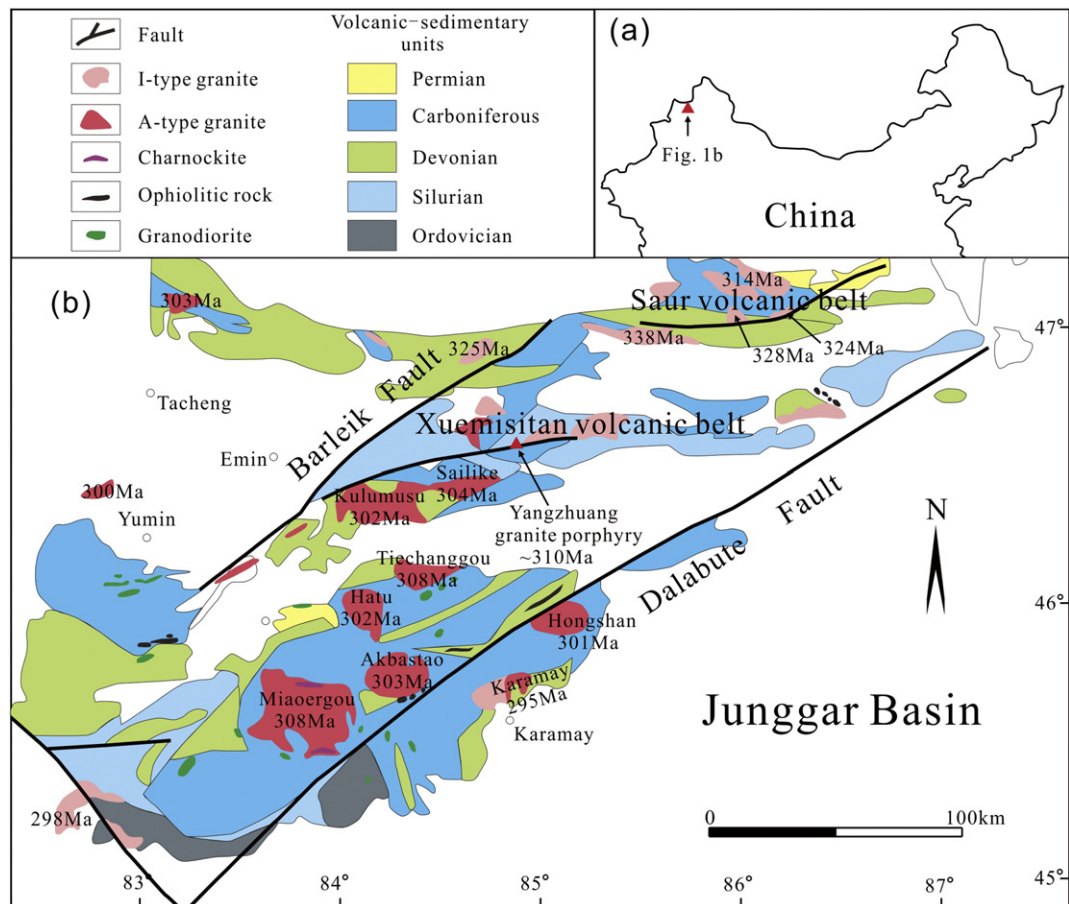 Fault
I-type granite
A-type granite
Charnockite
Ophiolitic rock
Granodiorite
Volcanic-sedimentary
units
Permian
Carboniferous
Devonian
Silurian
Ordovician
(a)
Fig. 1b
China
(b)
303Ma
314Ma
Saur volcanic belt
47°
338Ma
328Ma
324Ma
325Ma
Barleik Fault
Tacheng
Xuemisitan volcanic belt
Emin
Sailike
304Ma
300Ma
Kulumusu
302Ma
Yumin
Yangzhuang
granite porphyry
~310Ma
Dalabute Fault
N
Tiechanggou
308Ma
Hatu
302Ma
46°
Hongshan
301Ma
Akbastao
303Ma
Karamay
295Ma
Miaoergou
308Ma
Karamay
Junggar Basin
298Ma
0
100km
45°
83°
84°
85°
86°
87°